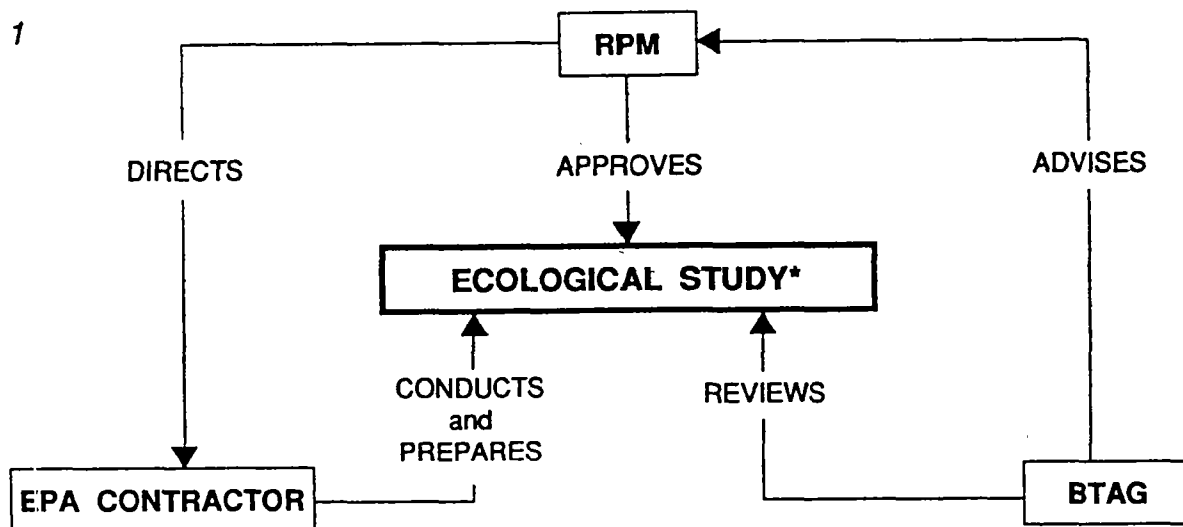 1
RPM
DIRECTS
APPROVES
ADVISES
ECOLOGICAL STUDY*
CONDUCTS
and
PREPARES
REVIEWS
EPA CONTRACTOR
BTAG